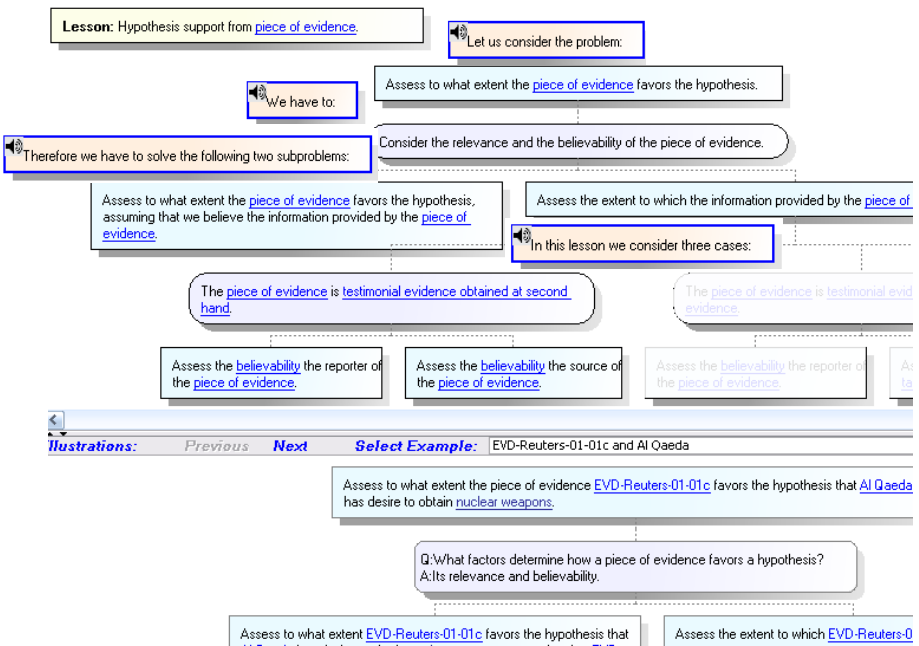 Lesson: Hypothesis support from piece of evidence.
Let us consider the problem:
Assess to what extent the piece of evidence favors the hypothesis.
We have to:
Consider the relevance and the believability of the piece of evidence.
Therefore we have to solve the following two subproblems:
Assess to what extent the piece of evidence favors the hypothesis,
assuming that we believe the information provided by the piece of
evidence.
Assess the extent to which the information provided by the piece of
In this lesson we consider three cases:
The piece of evidence is testimonial evidence obtained at second
hand.
The piece of evidence is testimonial evid
evidence.
Assess the believability the reporter of
the piece of evidence.
Assess the believability the source of
the piece of evidence.
Assess the believability the reporter of
the piece of evidence.
As
ta
Illustrations: Previous Next Select Example: EVD-Reuters-01-01c and Al Qaeda
Assess to what extent the piece of evidence EVD-Reuters-01-01c favors the hypothesis that Al Qaeda
has desire to obtain nuclear weapons.
Q:What factors determine how a piece of evidence favors a hypothesis?
A:Its relevance and believability.
Assess to what extent EVD-Reuters-01-01c favors the hypothesis that
Assess the extent to which EVD-Reuters-0